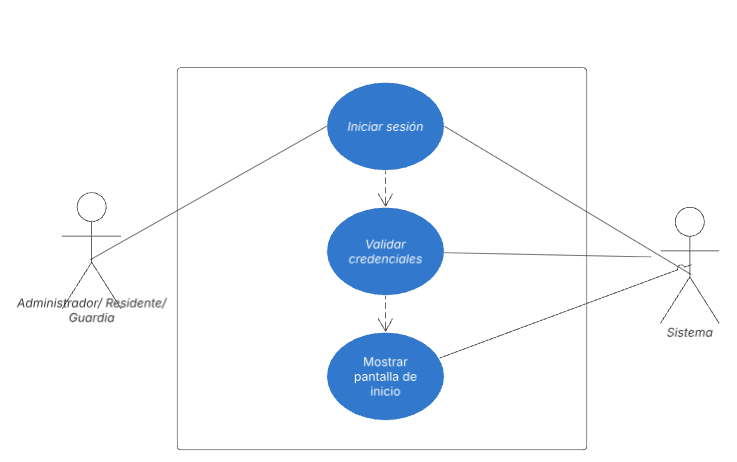 Iniciar sesión
Validar
credenciales
Mostrar
pantalla de
inicio
Administrador/ Residente/
Guardia
Sistema